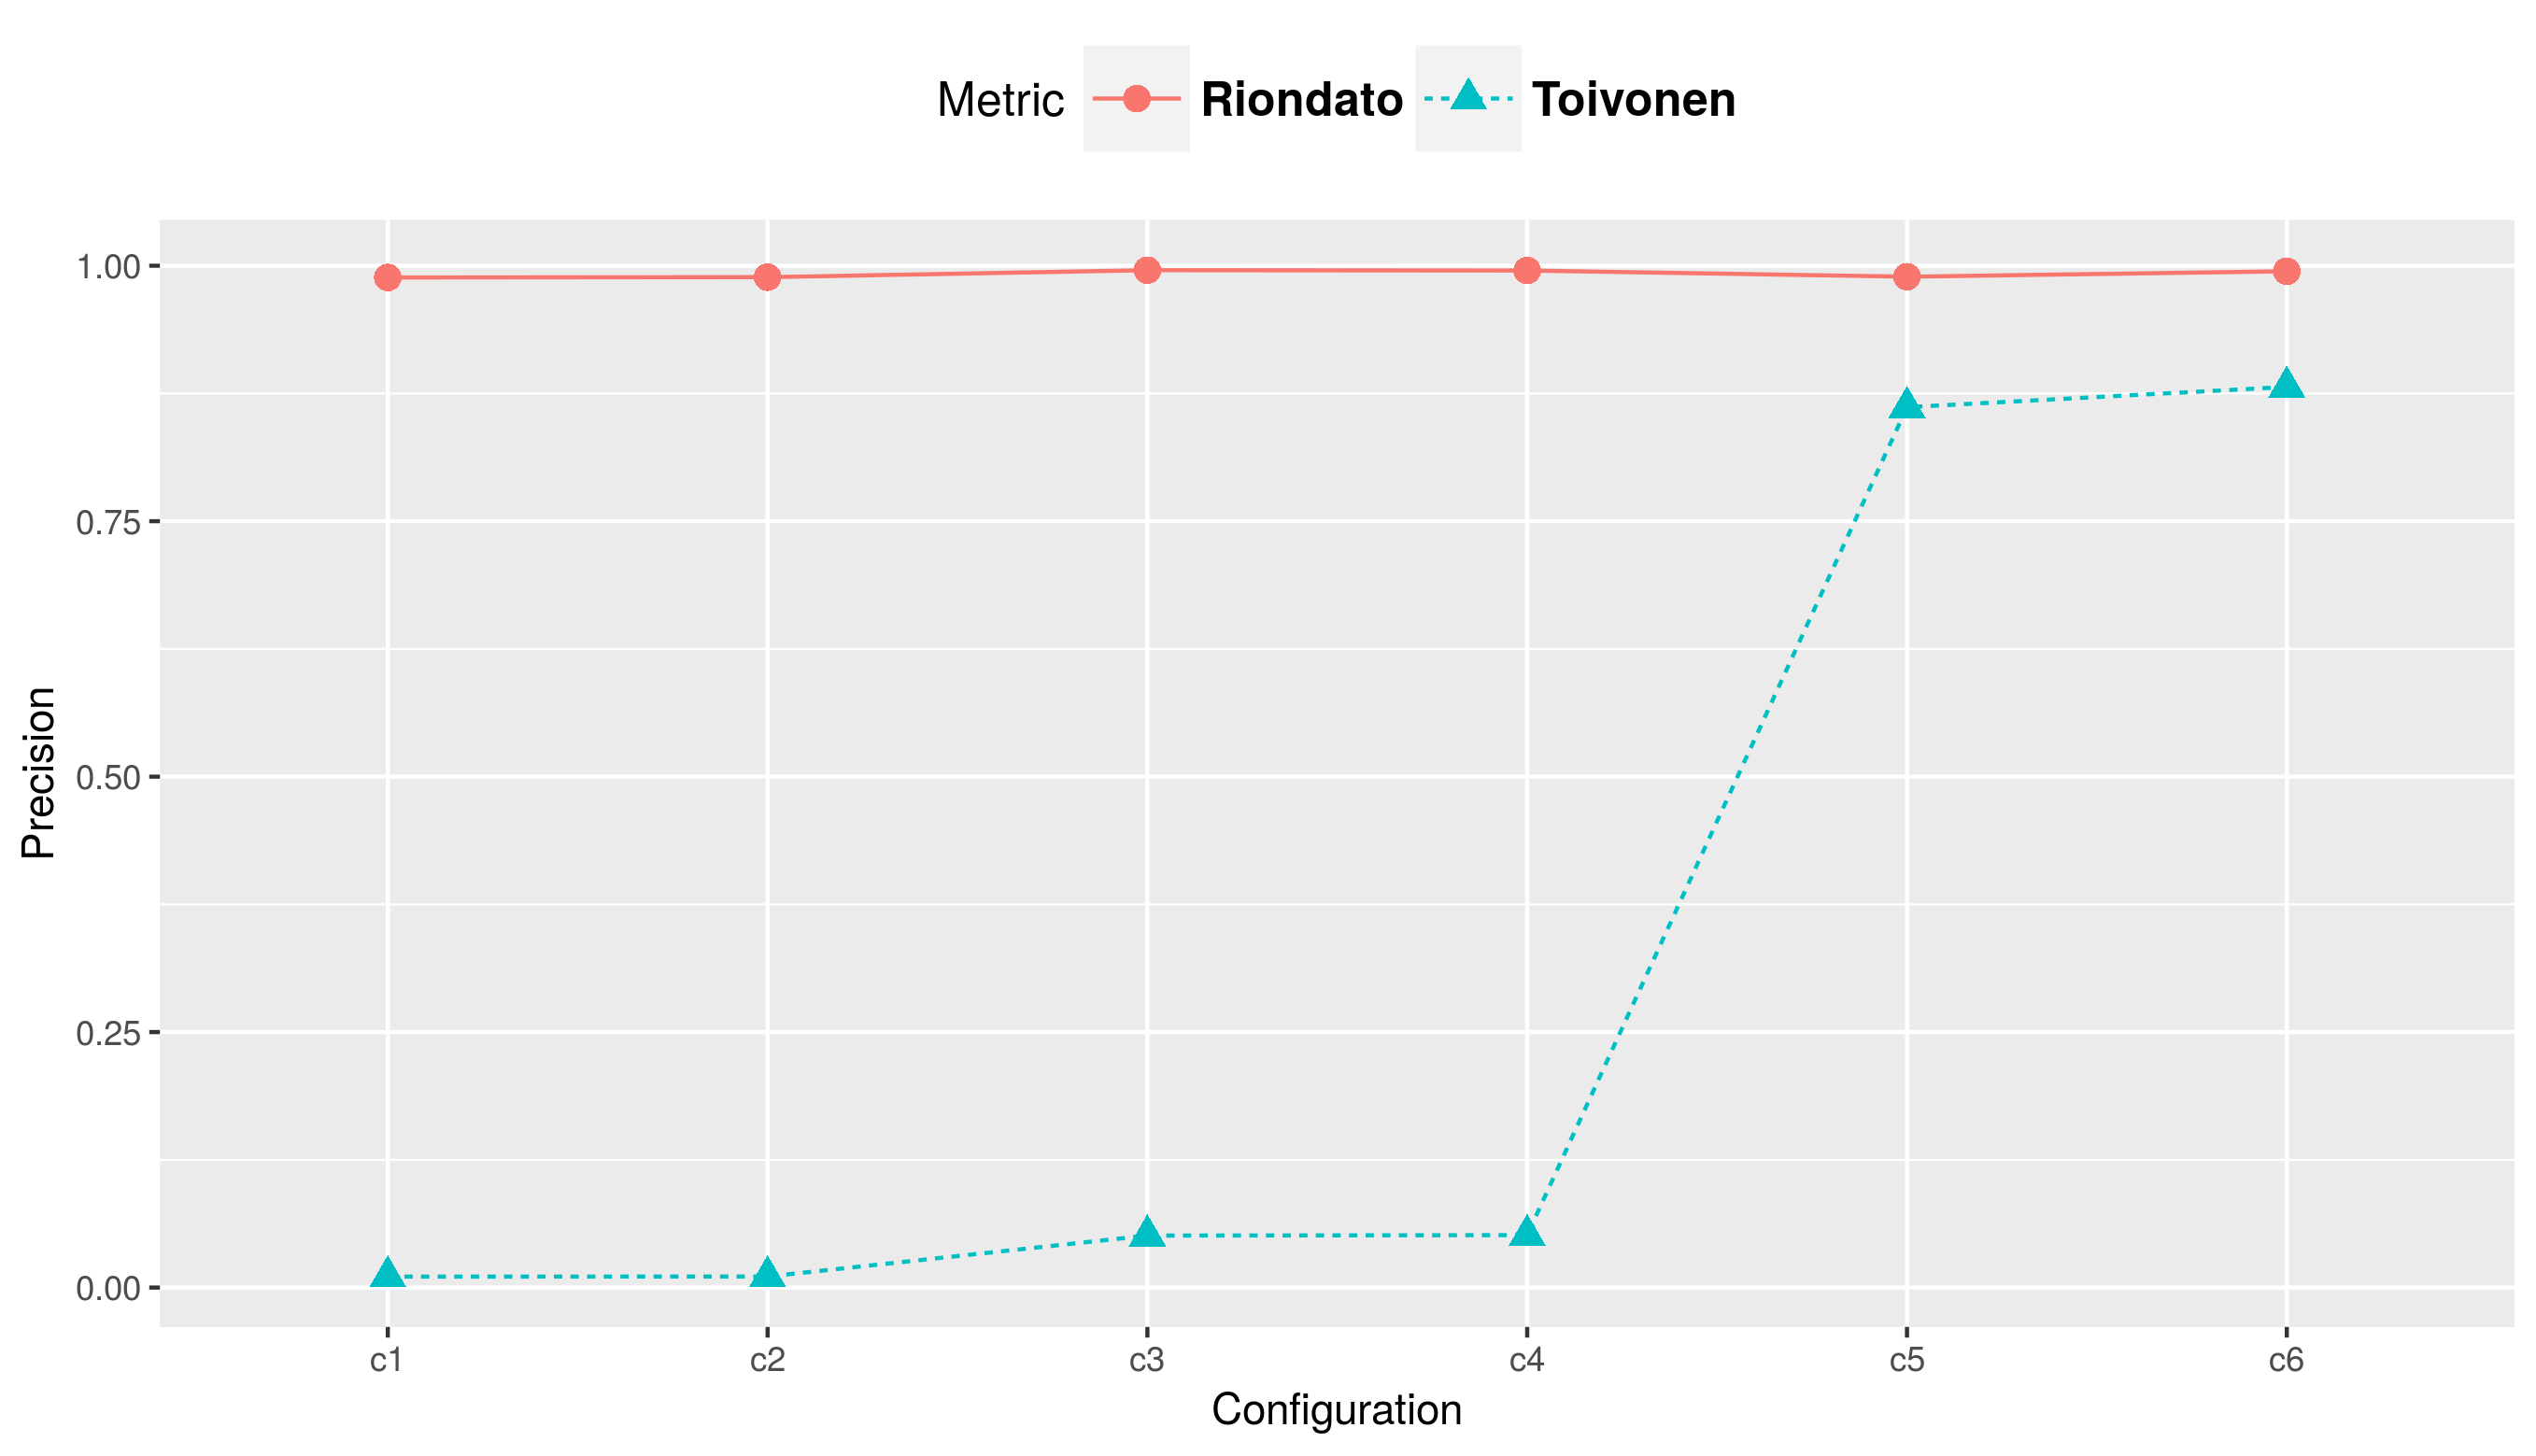 Metric Riondato Toivonen
1.00
0.75
0.50
0.25
0.00
Precision
c1 c2 c3 c4 c5 c6
Configuration